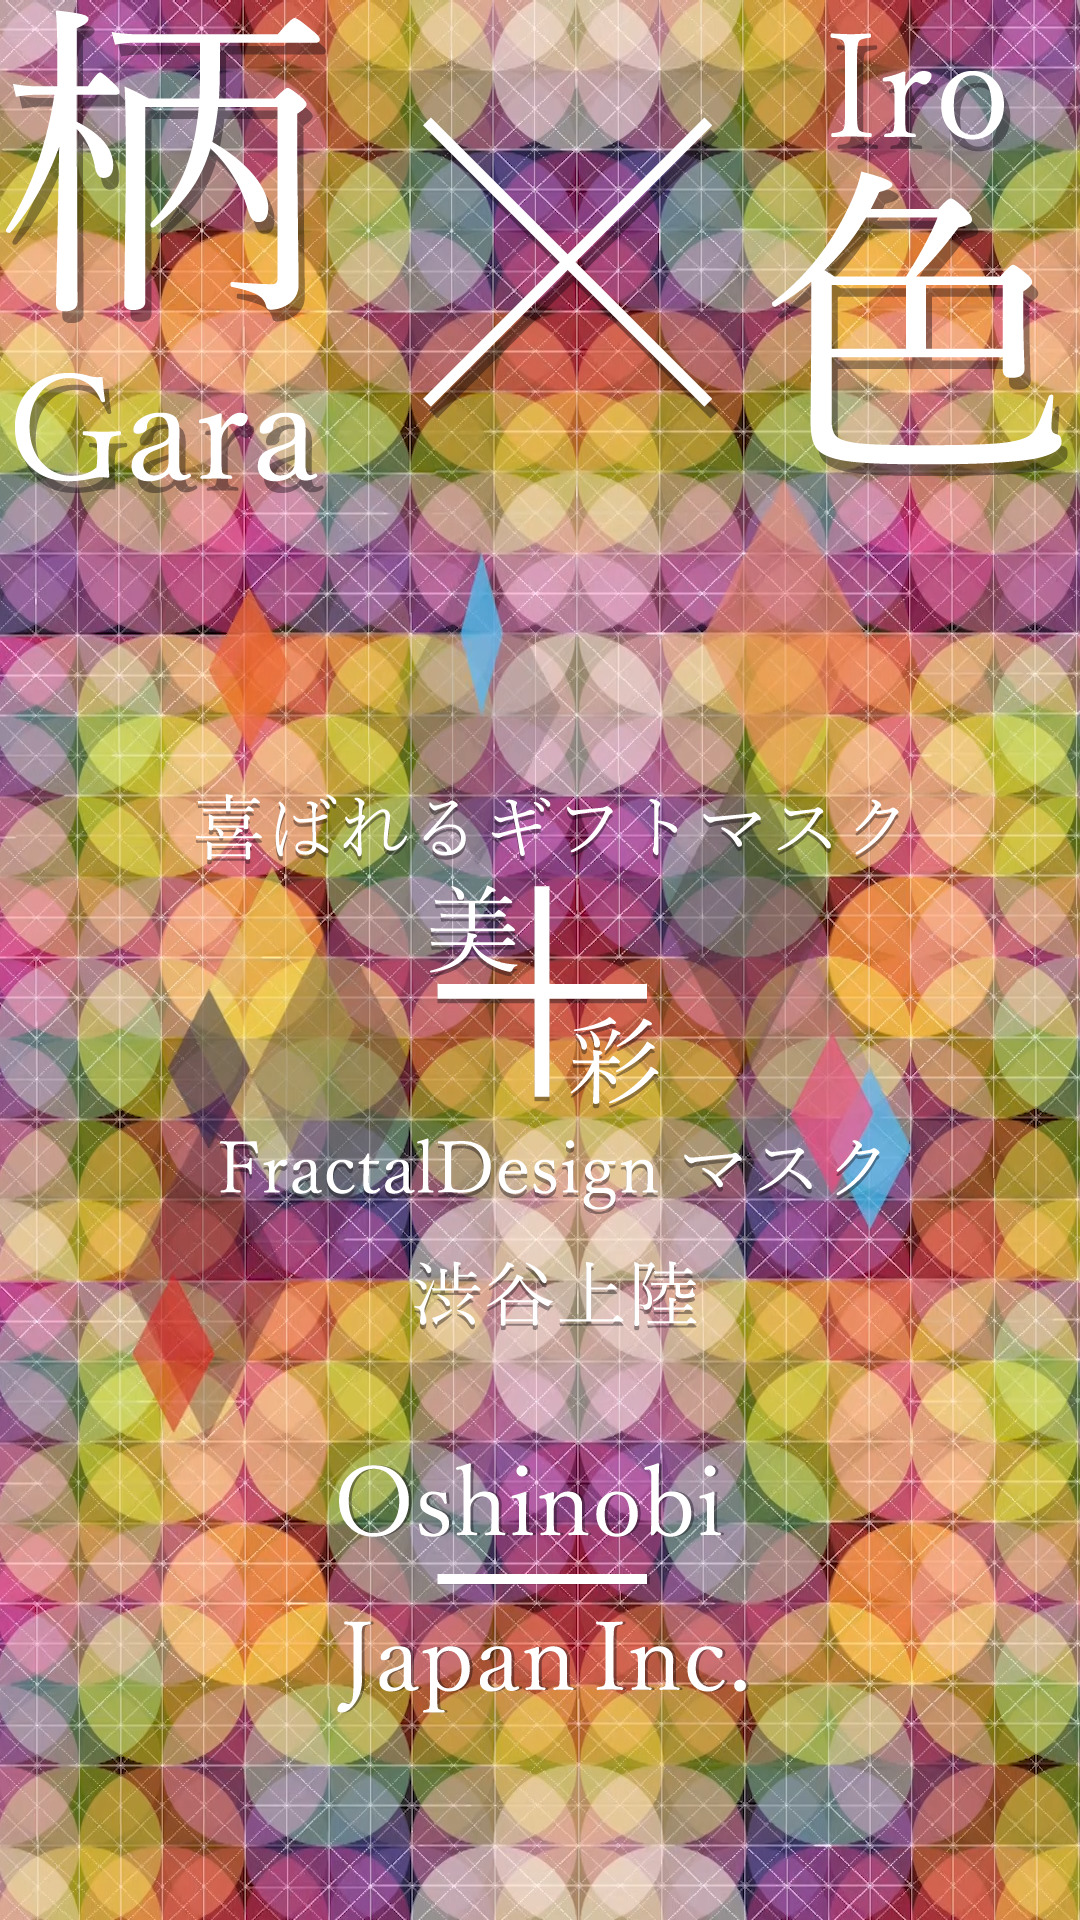 柄 × 色
Gara Iro
喜ばれるギフトマスク
美
彩
FractalDesign マスク
渋谷上陸
Oshinobi
Japan Inc.